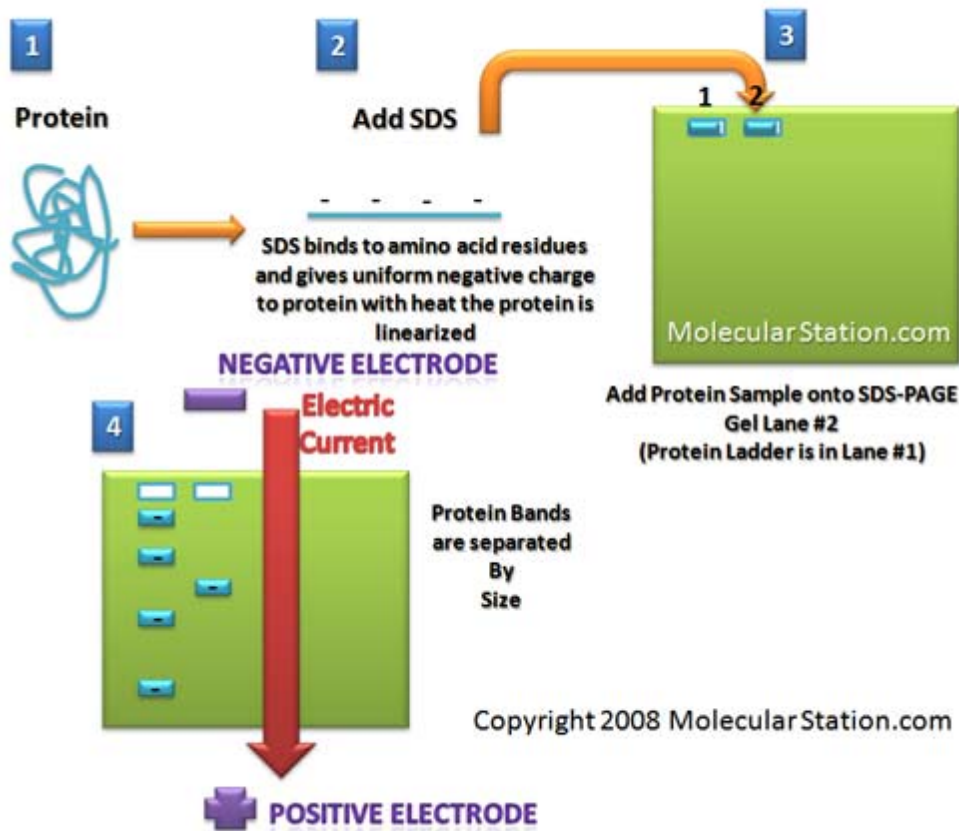 1
Protein
2
Add SDS
- - - -
SDS binds to amino acid residues
and gives uniform negative charge
to protein with heat the protein is
linearized
3
1 2
MolecularStation.com
Add Protein Sample onto SDS-PAGE
Gel Lane #2
(Protein Ladder is in Lane #1)
NEGATIVE ELECTRODE
4
Electric
Current
Protein Bands
are separated
By
Size
Copyright 2008 MolecularStation.com
POSITIVE ELECTRODE